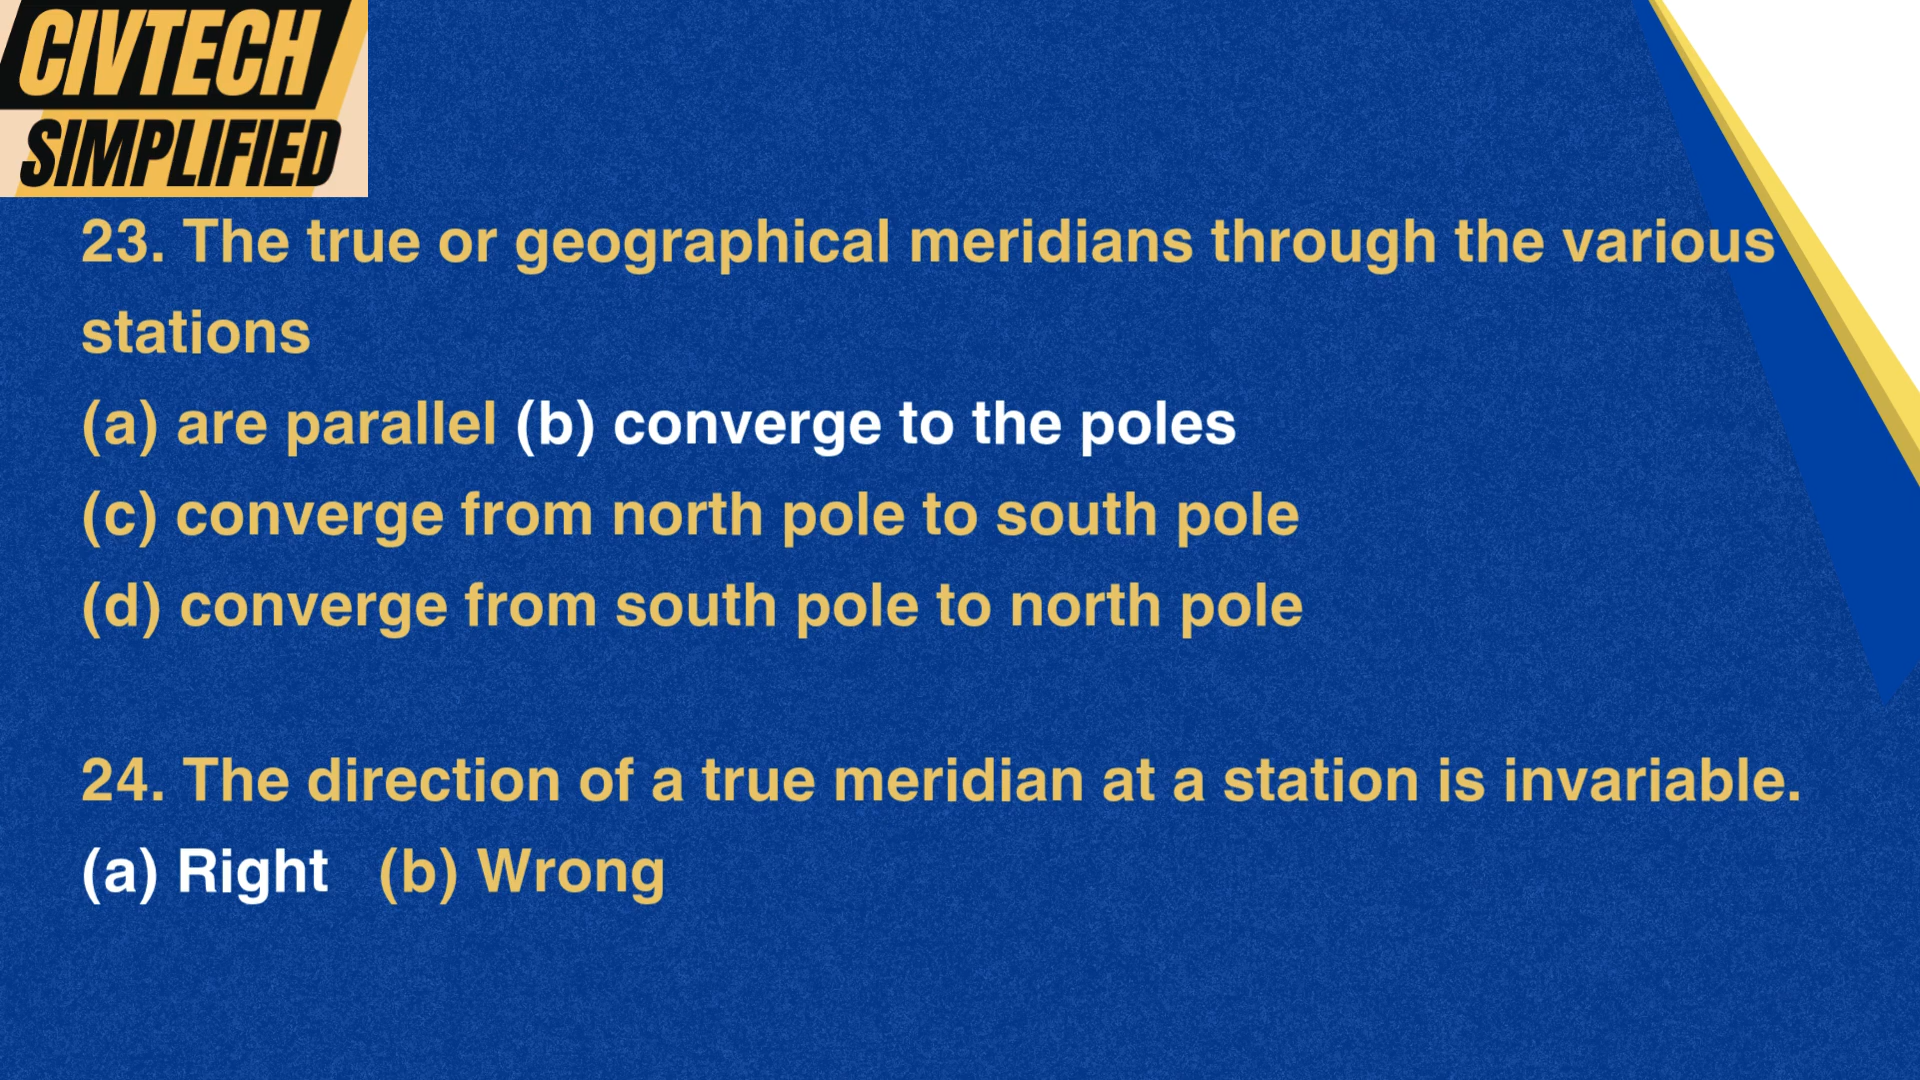 CIVTECH
SIMPLIFIED
23. The true or geographical meridians through the various
stations
(a) are parallel (b) converge to the poles
(c) converge from north pole to south pole
(d) converge from south pole to north pole
24. The direction of a true meridian at a station is invariable.
(a) Right (b) Wrong